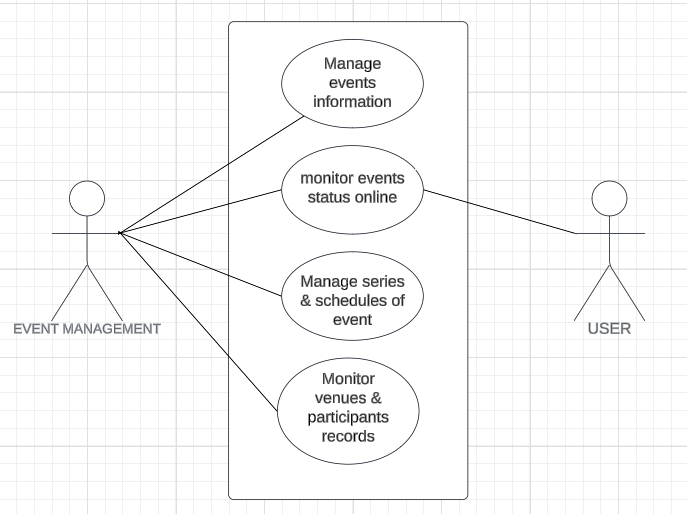 Manage
events
information
monitor events
status online
Manage series
& schedules of
event
Monitor
venues &
participants
records
EVENT MANAGEMENT
USER